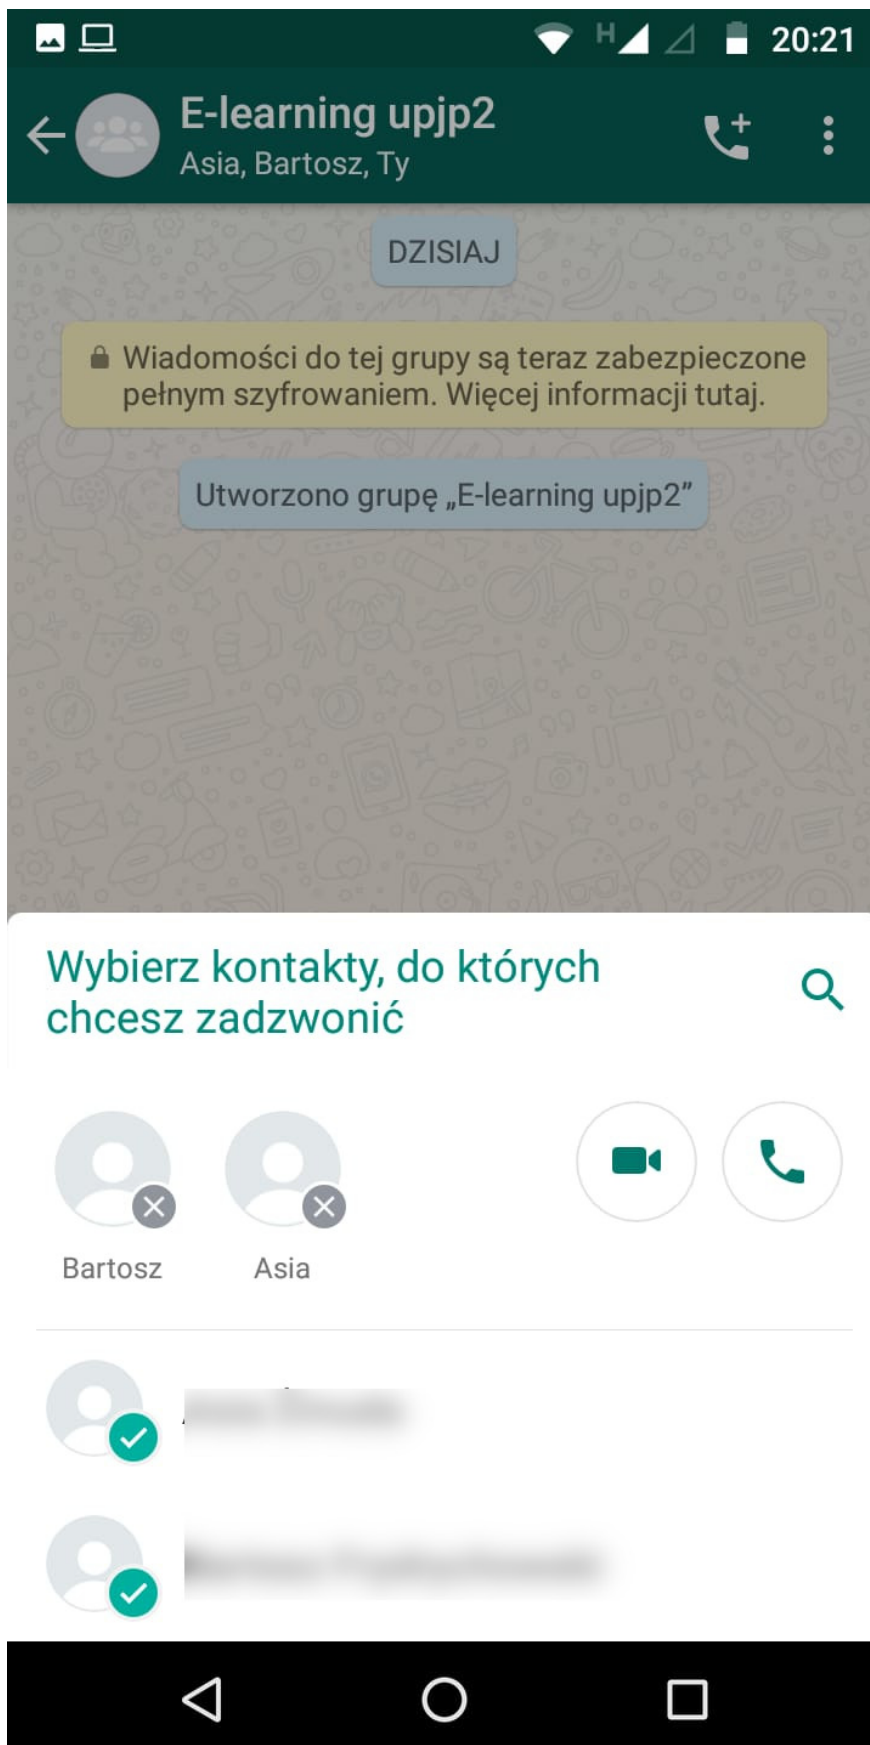 H 20:21
E-learning upjp2
Asia, Bartosz, Ty
DZISIAJ
Wiadomości do tej grupy są teraz zabezpieczone
pełnym szyfrowaniem. Więcej informacji tutaj.
Utworzono grupę „E-learning upjp2”
Wybierz kontakty, do których
chcesz zadzwonić
Bartosz Asia